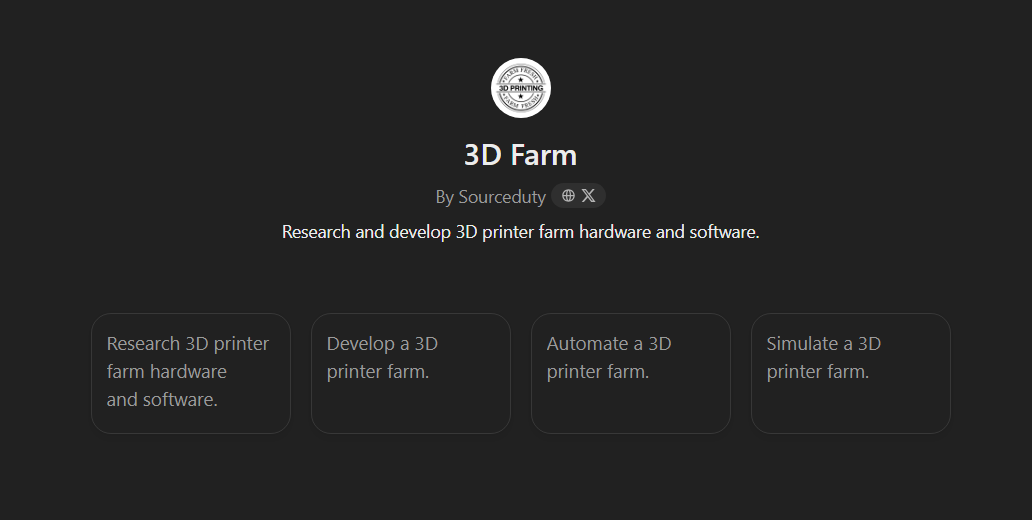 FARM FRESH
3D PRINTING
FARM FRESH
3D Farm
By Sourceduty
Research and develop 3D printer farm hardware and software.
Research 3D printer
farm hardware
and software.
Develop a 3D
printer farm.
Automate a 3D
printer farm.
Simulate a 3D
printer farm.